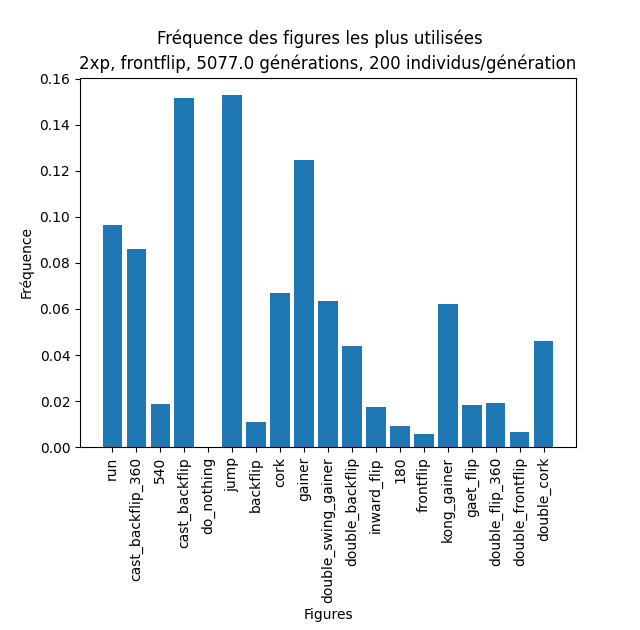 Fréquence des figures les plus utilisées
2xp, frontflip, 5077.0 générations, 200 individus/génération
0.16
0.14
0.12
0.10
0.08
0.06
0.04
0.02
0.00
Fréquence
run
cast_backflip_360
540
cast_backflip
do_nothing
jump
backflip
cork
gainer
double_swing_gainer
double_backflip
inward_flip
180
frontflip
kong_gainer
gaet_flip
double_flip_360
double_frontflip
double_cork
Figures